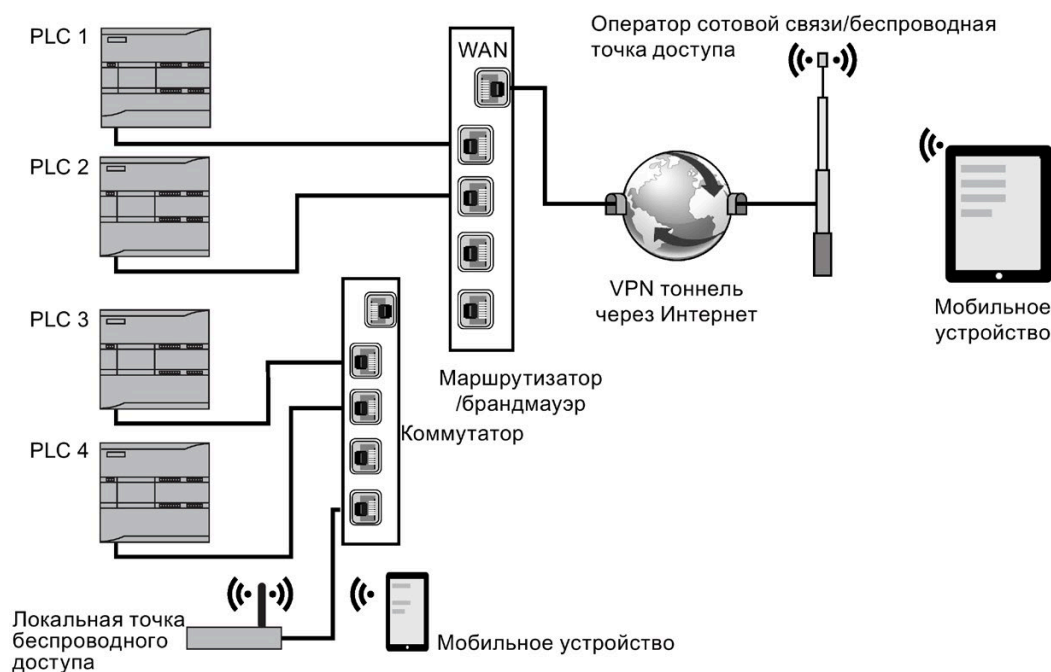 PLC 1
WAN
Оператор сотовой связи/беспроводная
точка доступа
PLC 2
VPN тоннель
через Интернет
Мобильное
устройство
PLC 3
Маршрутизатор
/брандмауэр
Коммутатор
PLC 4
Локальная точка
беспроводного
доступа
Мобильное устройство